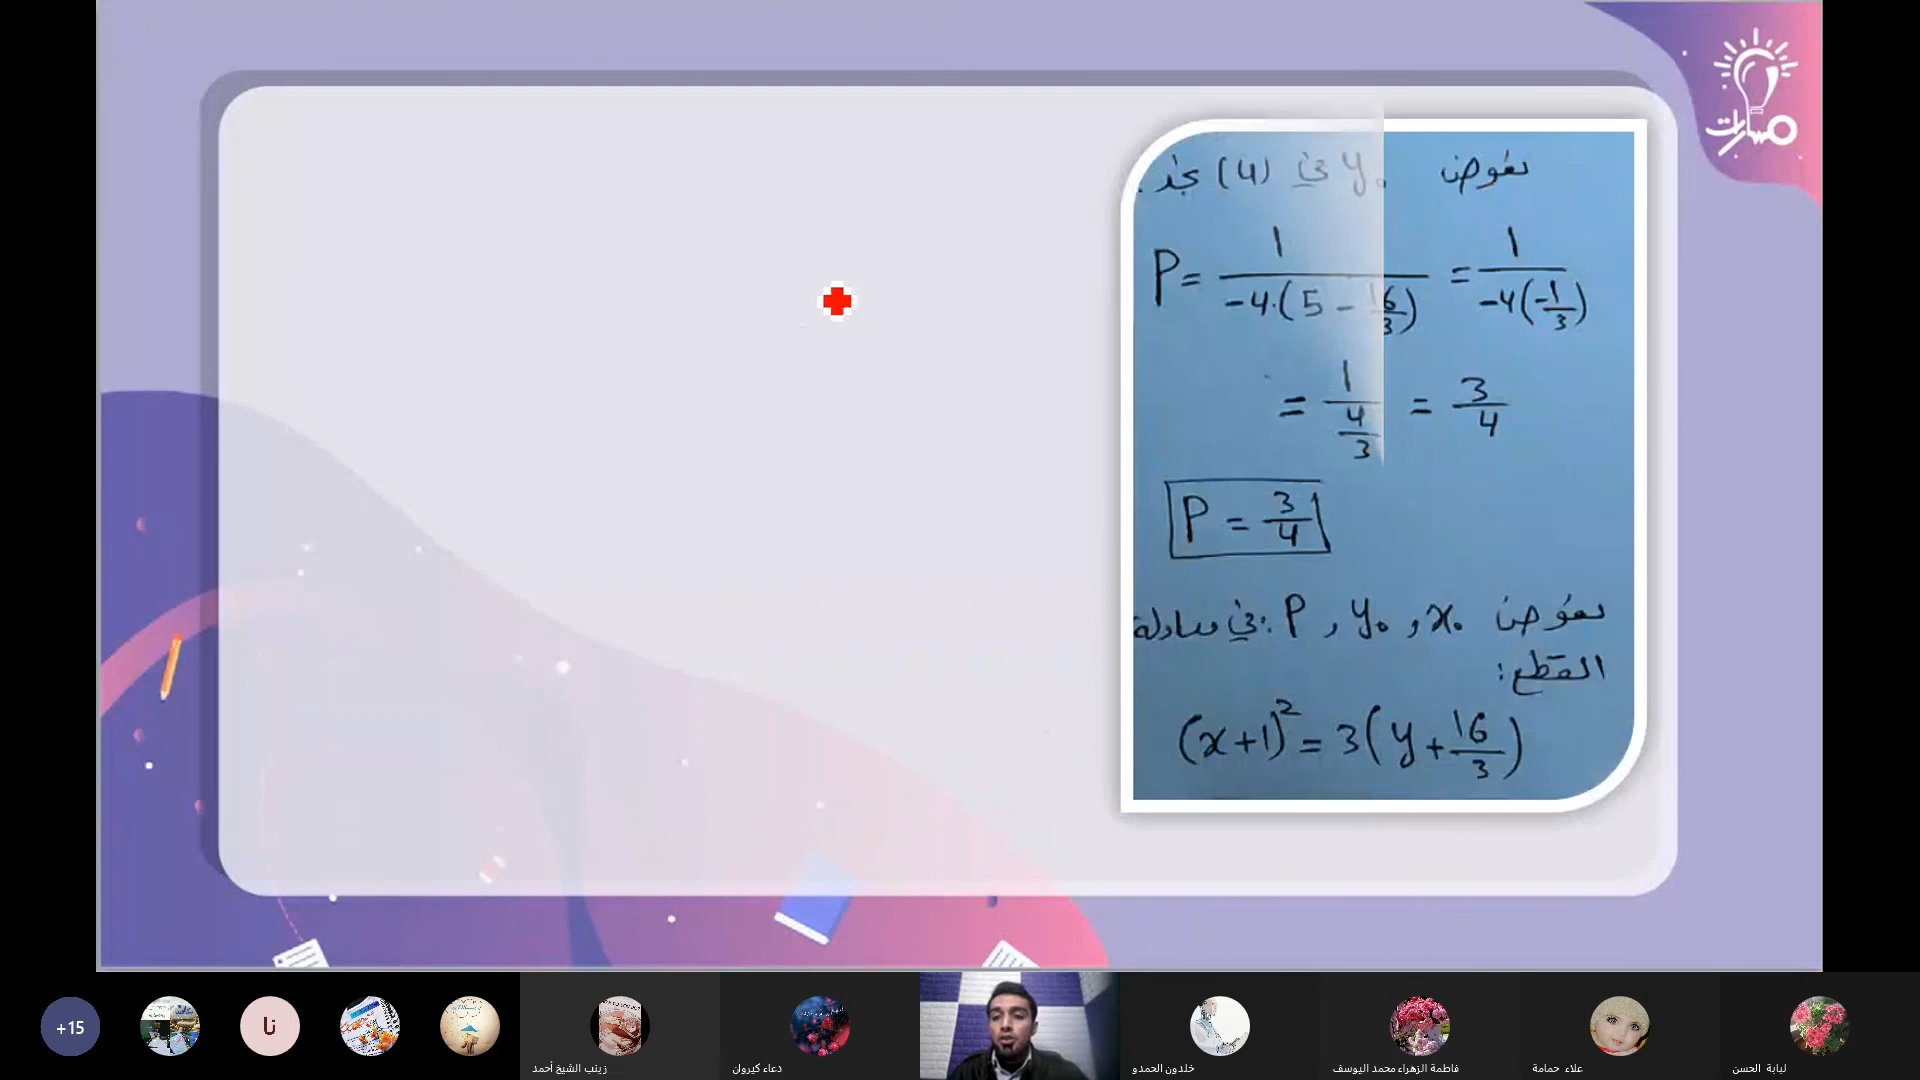 مسارات
نعوض y₀ في (4) نجد:
P = 1/(-4·(5 - 16/3)) = 1/(-4(-1/3))
= 1/(4/3) = 3/4
P = 3/4
نعوض x₀ و y₀ و P في معادلة
القطع:
(x+1)² = 3(y + 16/3)
+15
نا
زينب الشيخ أحمد
دعاء كيروان
خلدون الحمدو
فاطمة الزهراء محمد اليوسف
علاء حمامة
لبابة الحسن